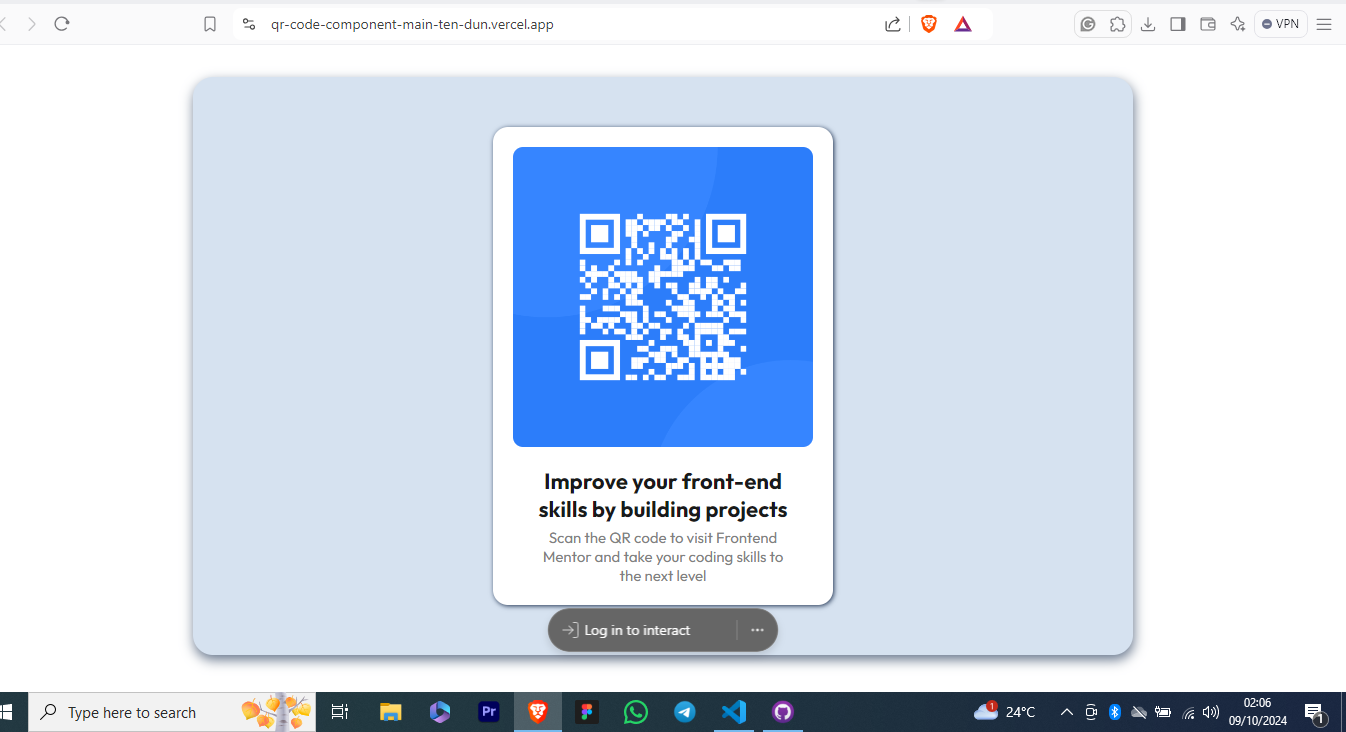 qr-code-component-main-ten-dun.vercel.app
VPN
Improve your front-end
skills by building projects
Scan the QR code to visit Frontend
Mentor and take your coding skills to
the next level
Log in to interact
Type here to search
Pr
1
24°C
02:06
09/10/2024
1